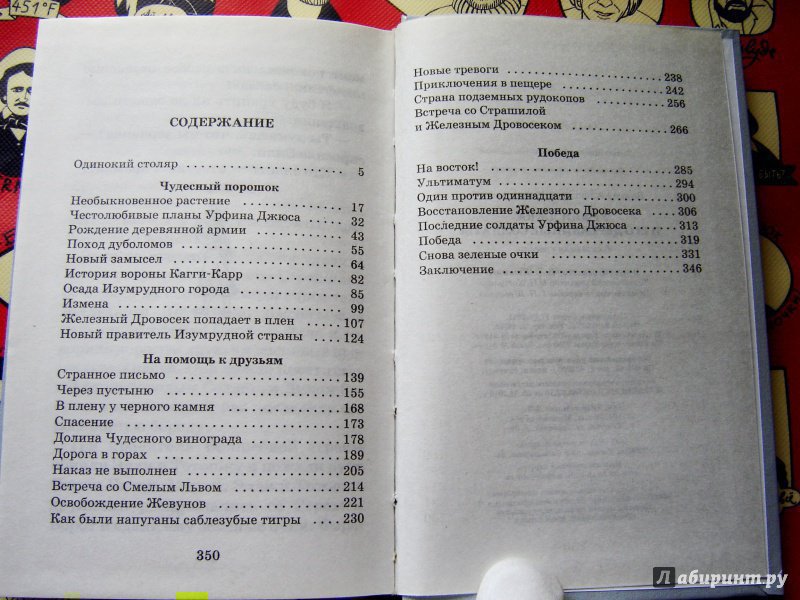 451°F
СОДЕРЖАНИЕ
Одинокий столяр . . . . . . . . . . . . . . . . . 5
Чудесный порошок
Необыкновенное растение . . . . . . . . . . . 17
Честолюбивые планы Урфина Джюса . . . . 32
Рождение деревянной армии . . . . . . . . . . 43
Поход дуболомов . . . . . . . . . . . . . . . . . 55
Новый замысел . . . . . . . . . . . . . . . . . . 64
История вороны Кагги-Карр . . . . . . . . . . 82
Осада Изумрудного города . . . . . . . . . . . 85
Измена . . . . . . . . . . . . . . . . . . . . . . . 99
Железный Дровосек попадает в плен . . . . 107
Новый правитель Изумрудной страны . . . 124
На помощь к друзьям
Странное письмо . . . . . . . . . . . . . . . . . 139
Через пустыню . . . . . . . . . . . . . . . . . . 155
В плену у черного камня . . . . . . . . . . . . 168
Спасение . . . . . . . . . . . . . . . . . . . . . . 173
Долина Чудесного винограда . . . . . . . . . 178
Дорога в горах . . . . . . . . . . . . . . . . . . 189
Наказ не выполнен . . . . . . . . . . . . . . . 205
Встреча со Смелым Львом . . . . . . . . . . . 214
Освобождение Жевунов . . . . . . . . . . . . . 221
Как были напуганы саблезубые тигры . . . 230
350
Новые тревоги . . . . . . . . . . . . . . . . . . 238
Приключения в пещере . . . . . . . . . . . . . 242
Страна подземных рудокопов . . . . . . . . . 256
Встреча со Страшилой
и Железным Дровосеком . . . . . . . . . . . . 266
Победа
На восток! . . . . . . . . . . . . . . . . . . . . . 285
Ультиматум . . . . . . . . . . . . . . . . . . . . 294
Один против одиннадцати . . . . . . . . . . . 300
Восстановление Железного Дровосека . . . 306
Последние солдаты Урфина Джюса . . . . . 313
Победа . . . . . . . . . . . . . . . . . . . . . . . 319
Снова зеленые очки . . . . . . . . . . . . . . . 331
Заключение . . . . . . . . . . . . . . . . . . . . 346
Лабиринт.ру